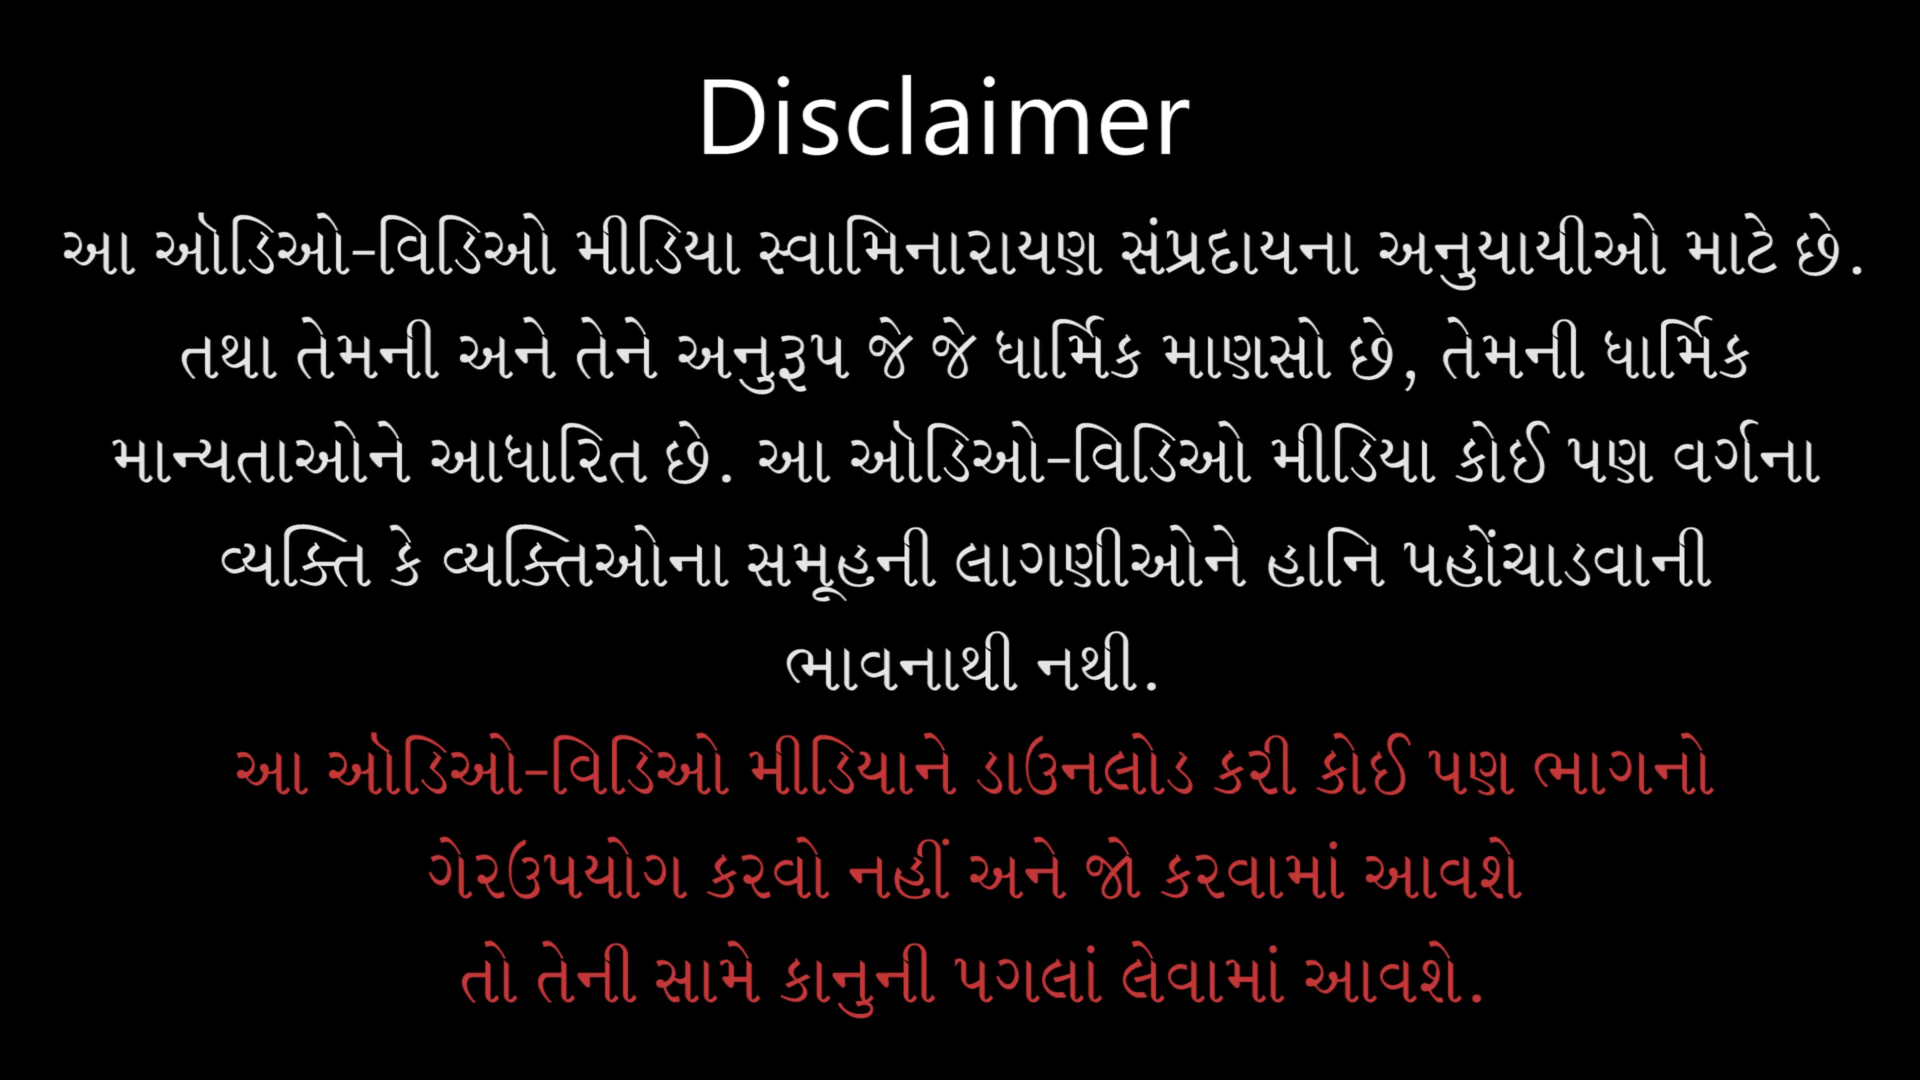 Disclaimer
આ ઑડિઓ-વિડિઓ મીડિયા સ્વામિનારાયણ સંપ્રદાયના અનુયાયીઓ માટે છે.
તથા તેમની અને તેને અનુરૂપ જે જે ધાર્મિક માણસો છે, તેમની ધાર્મિક
માન્યતાઓને આધારિત છે. આ ઑડિઓ-વિડિઓ મીડિયા કોઈ પણ વર્ગના
વ્યક્તિ કે વ્યક્તિઓના સમૂહની લાગણીઓને હાનિ પહોંચાડવાની
ભાવનાથી નથી.
આ ઑડિઓ-વિડિઓ મીડિયાને ડાઉનલોડ કરી કોઈ પણ ભાગનો
ગેરઉપયોગ કરવો નહીં અને જો કરવામાં આવશે
તો તેની સામે કાનુની પગલાં લેવામાં આવશે.